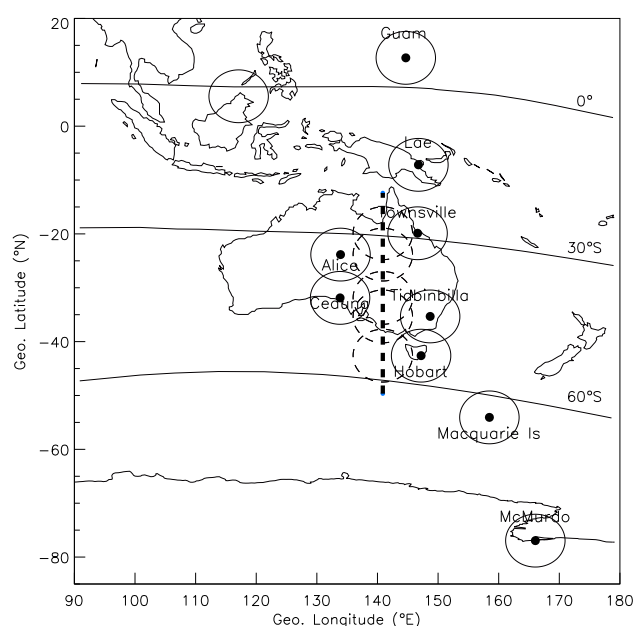 20
Guam
0°
0
Lae
Townsville
−20
30°S
Alice
Ceduna
Tidbinbilla
−40
Hobart
60°S
Macquarie Is
−60
McMurdo
−80
90 100 110 120 130 140 150 160 170 180
Geo. Longitude (°E)
Geo. Latitude (°N)